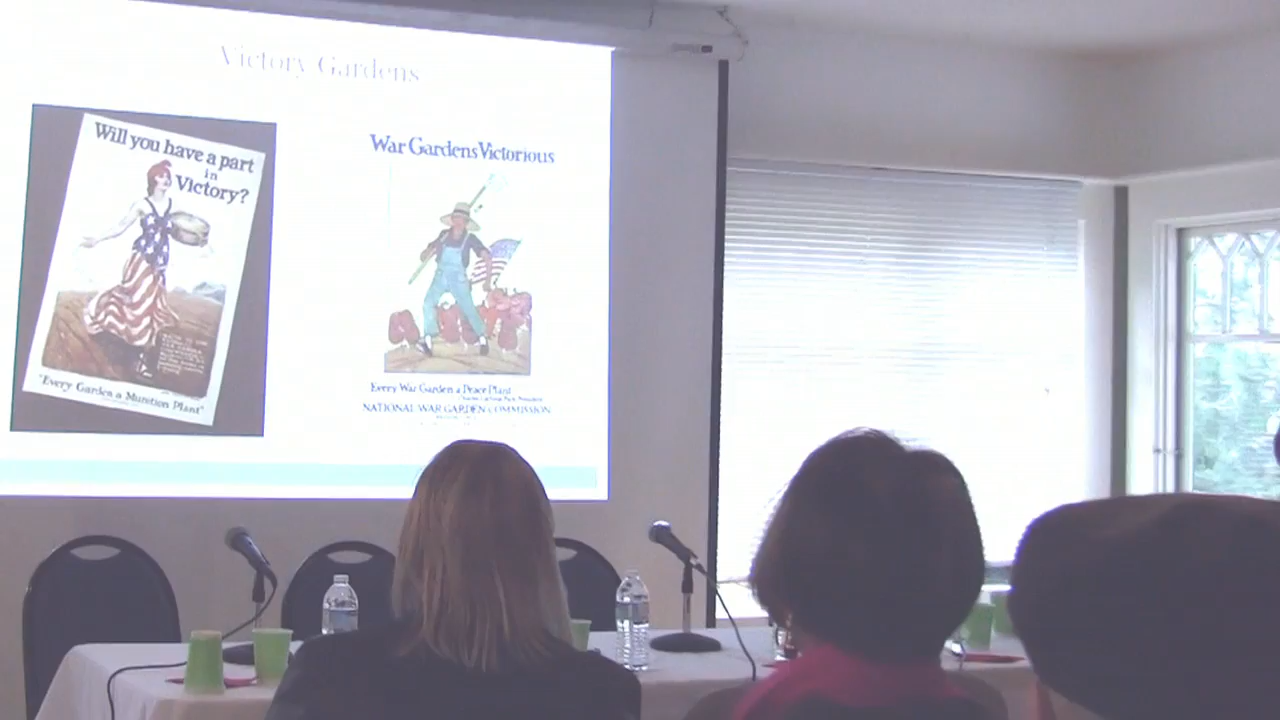 Victory Gardens
Will you have a part
in
Victory?
"Every Garden a Munition Plant"
War Gardens Victorious
Every War Garden a Peace Plant
NATIONAL WAR GARDEN COMMISSION